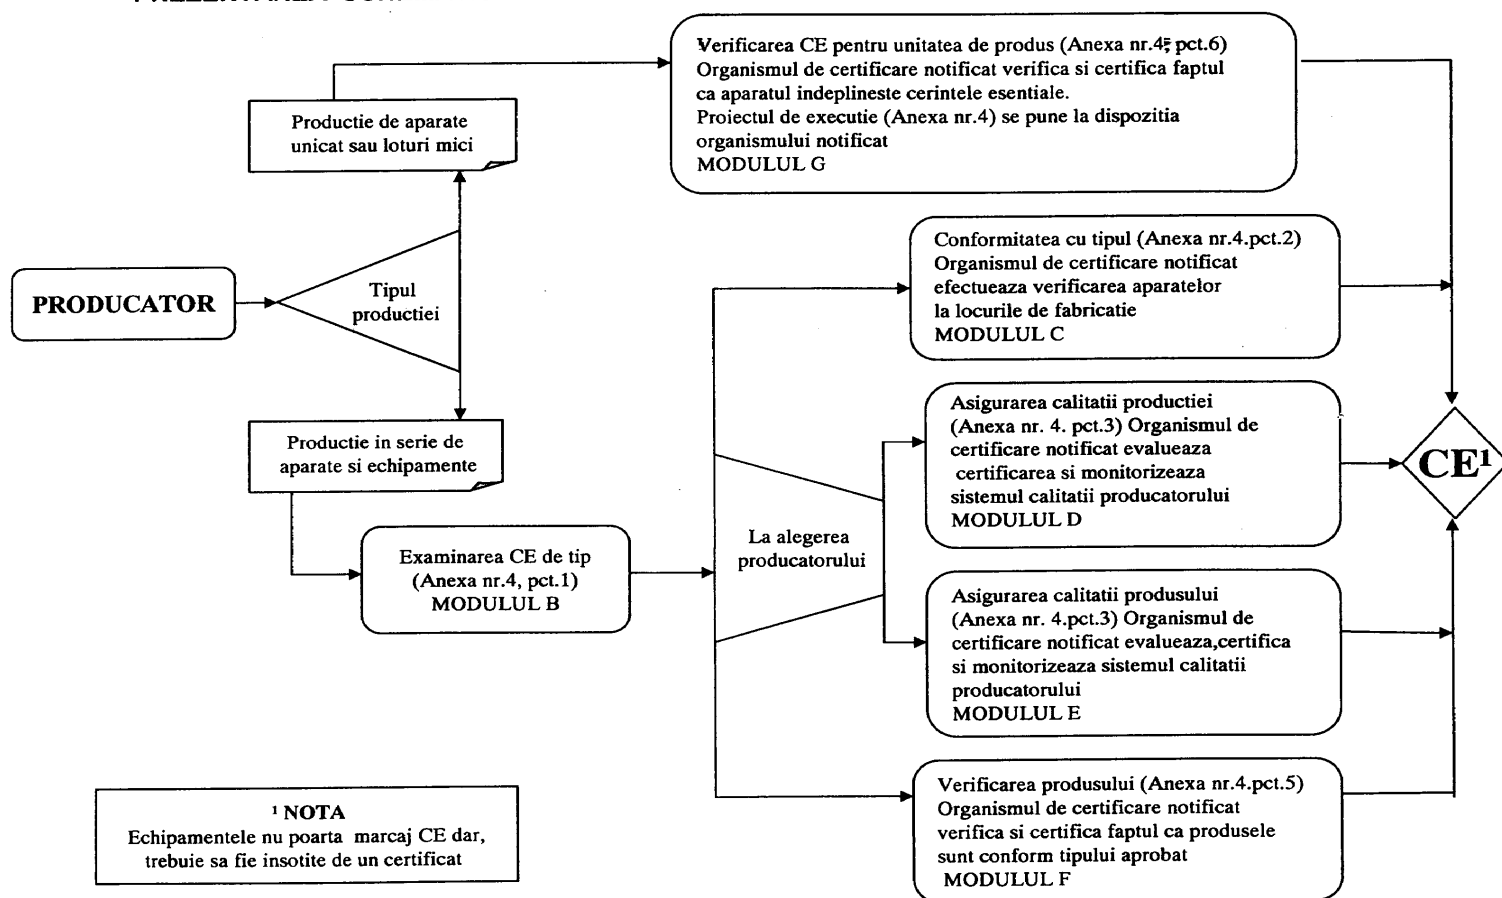 Verificarea CE pentru unitatea de produs (Anexa nr.4; pct.6)
Organismul de certificare notificat verifica si certifica faptul
ca aparatul indeplineste cerintele esentiale.
Proiectul de executie (Anexa nr.4) se pune la dispozitia
organismului notificat
MODULUL G
Productie de aparate
unicat sau loturi mici
Conformitatea cu tipul (Anexa nr.4.pct.2)
Organismul de certificare notificat
efectueaza verificarea aparatelor
la locurile de fabricatie
MODULUL C
PRODUCATOR
Tipul
productiei
Asigurarea calitatii productiei
(Anexa nr. 4. pct.3) Organismul de
certificare notificat evalueaza
certificarea si monitorizeaza
sistemul calitatii producatorului
MODULUL D
CE¹
Productie in serie de
aparate si echipamente
Examinarea CE de tip
(Anexa nr.4, pct.1)
MODULUL B
La alegerea
producatorului
Asigurarea calitatii produsului
(Anexa nr. 4.pct.3) Organismul de
certificare notificat evalueaza,certifica
si monitorizeaza sistemul calitatii
producatorului
MODULUL E
Verificarea produsului (Anexa nr.4.pct.5)
Organismul de certificare notificat
verifica si certifica faptul ca produsele
sunt conform tipului aprobat
MODULUL F
¹ NOTA
Echipamentele nu poarta marcaj CE dar,
trebuie sa fie insotite de un certificat